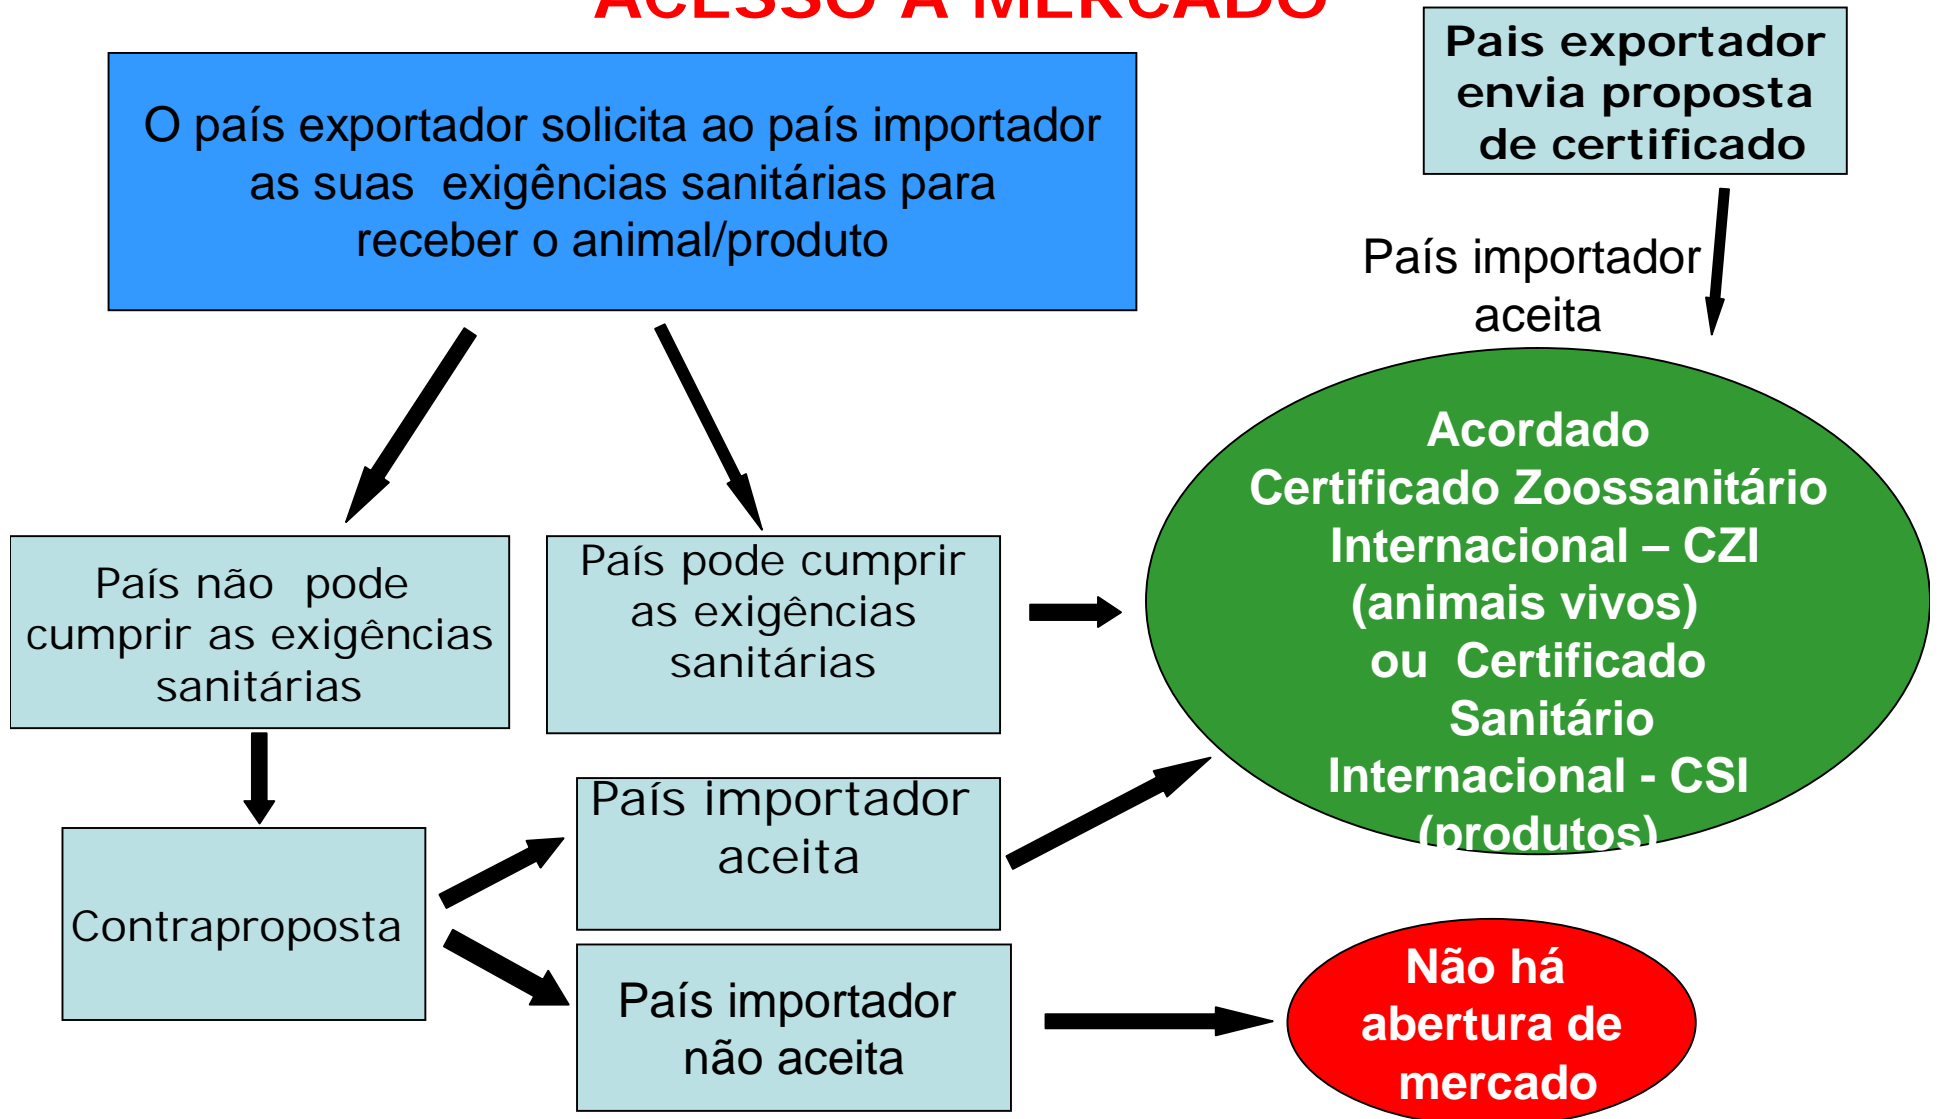 ACESSO A MERCADO
Pais exportador
envia proposta
de certificado
O país exportador solicita ao país importador
as suas exigências sanitárias para
receber o animal/produto
País importador
aceita
Acordado
Certificado Zoossanitário
Internacional – CZI
(animais vivos)
ou Certificado
Sanitário
Internacional - CSI
(produtos)
País não pode
cumprir as exigências
sanitárias
País pode cumprir
as exigências
sanitárias
País importador
aceita
Contraproposta
País importador
não aceita
Não há
abertura de
mercado